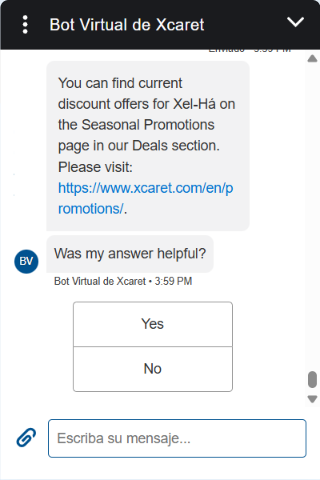 Bot Virtual de Xcaret
Enviado • 3:59 PM
You can find current
discount offers for Xel-Há on
the Seasonal Promotions
page in our Deals section.
Please visit:
https://www.xcaret.com/en/p
romotions/.
Was my answer helpful?
BV
Bot Virtual de Xcaret • 3:59 PM
Yes
No
Escriba su mensaje...